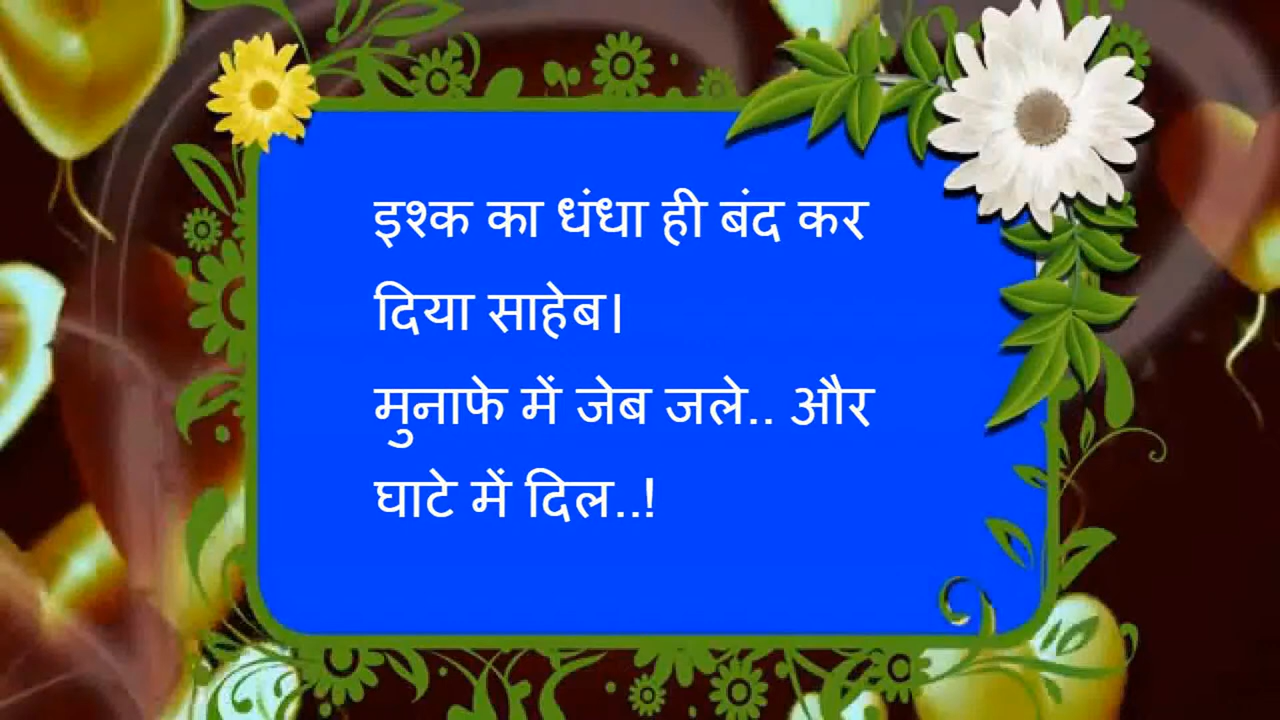 इश्क का धंधा ही बंद कर
दिया साहेब।
मुनाफे में जेब जले.. और
घाटे में दिल..!